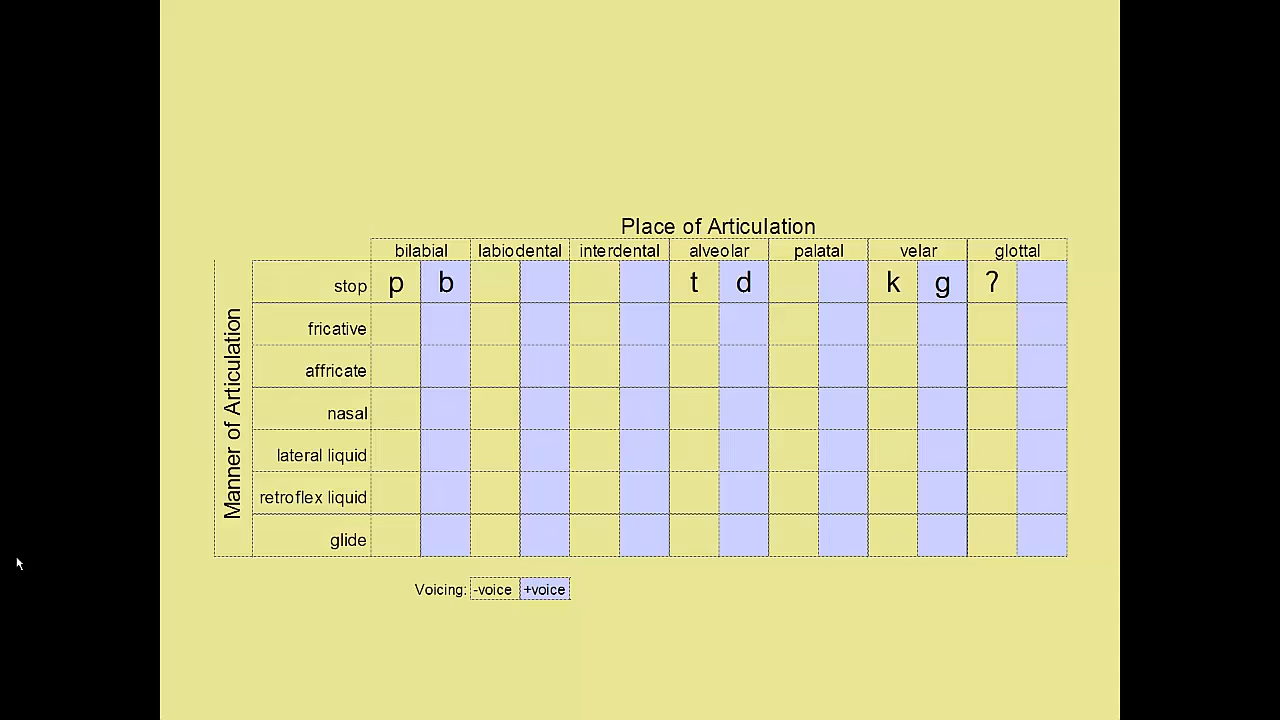 Place of Articulation
bilabial labiodental interdental alveolar palatal velar glottal
Manner of Articulation
stop p b t d k g ?
fricative
affricate
nasal
lateral liquid
retroflex liquid
glide
Voicing: -voice +voice